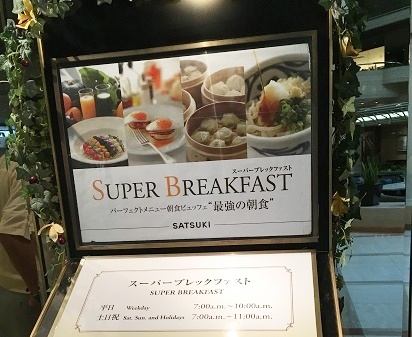 スーパーブレックファスト
SUPER BREAKFAST
パーフェクトメニュー朝食ビュッフェ“最強の朝食”
SATSUKI
スーパーブレックファスト
SUPER BREAKFAST
平日 Weekday 7:00a.m.~10:00a.m.
土日祝 Sat, Sun, and Holidays 7:00a.m.~11:00a.m.